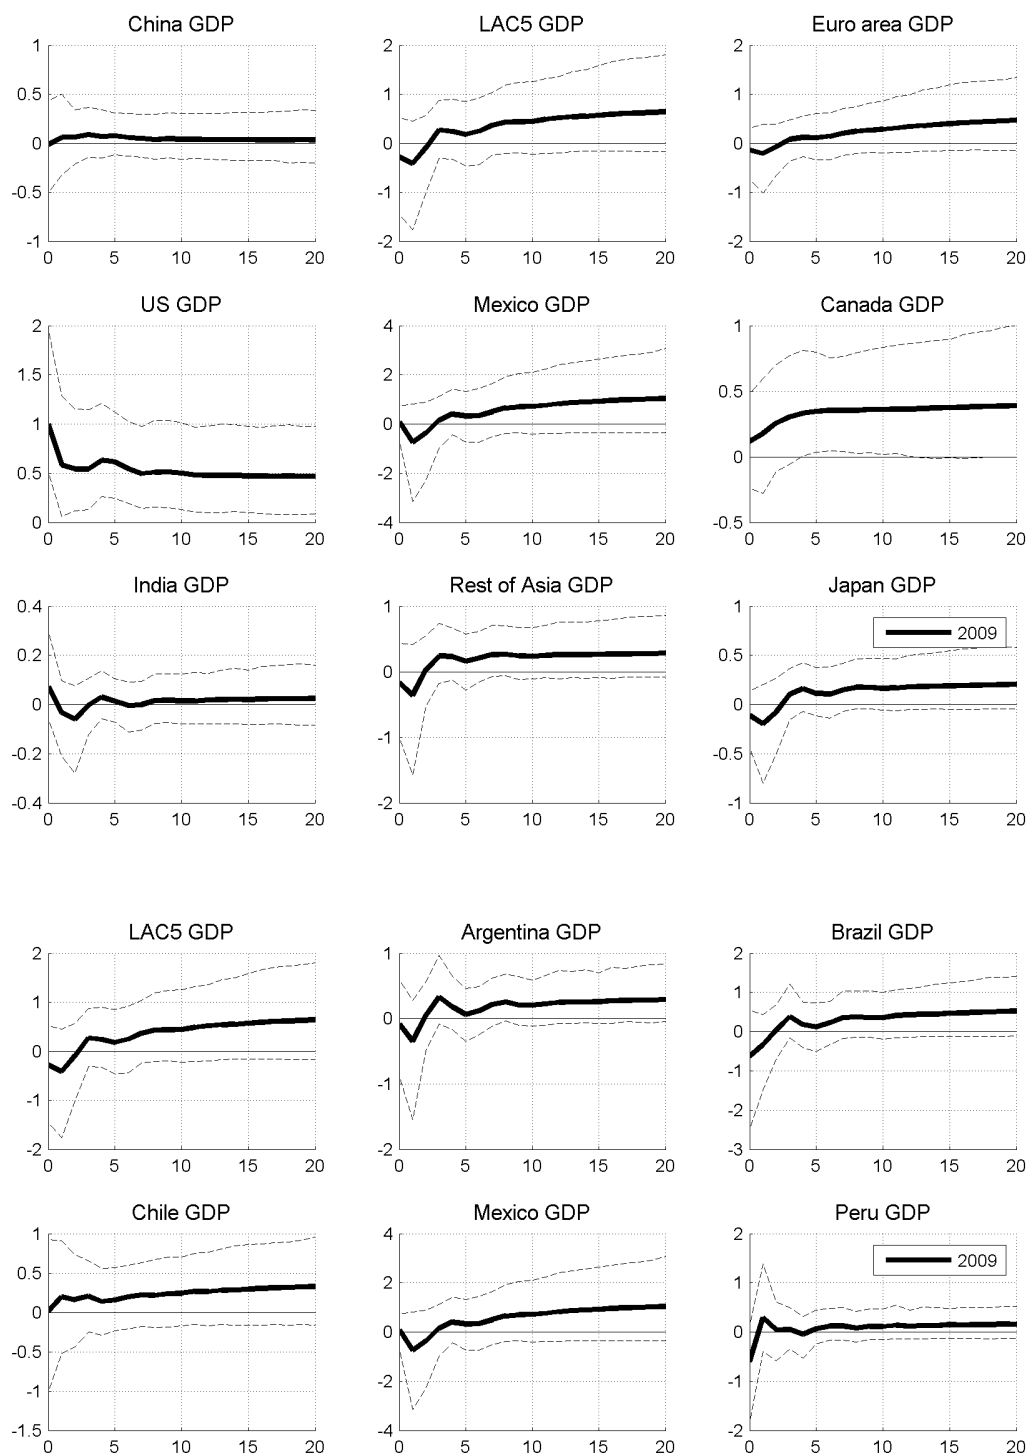 China GDP
1
0.5
0
-0.5
-1
0 5 10 15 20
LAC5 GDP
2
1
0
-1
-2
0 5 10 15 20
Euro area GDP
2
1
0
-1
-2
0 5 10 15 20
US GDP
2
1.5
1
0.5
0
0 5 10 15 20
Mexico GDP
4
2
0
-2
-4
0 5 10 15 20
Canada GDP
1
0.5
0
-0.5
0 5 10 15 20
India GDP
0.4
0.2
0
-0.2
-0.4
0 5 10 15 20
Rest of Asia GDP
1
0
-1
-2
0 5 10 15 20
Japan GDP
2009
1
0.5
0
-0.5
-1
0 5 10 15 20
LAC5 GDP
2
1
0
-1
-2
0 5 10 15 20
Argentina GDP
1
0
-1
-2
0 5 10 15 20
Brazil GDP
2
1
0
-1
-2
-3
0 5 10 15 20
Chile GDP
1
0.5
0
-0.5
-1
-1.5
0 5 10 15 20
Mexico GDP
4
2
0
-2
-4
0 5 10 15 20
Peru GDP
2009
2
1
0
-1
-2
0 5 10 15 20